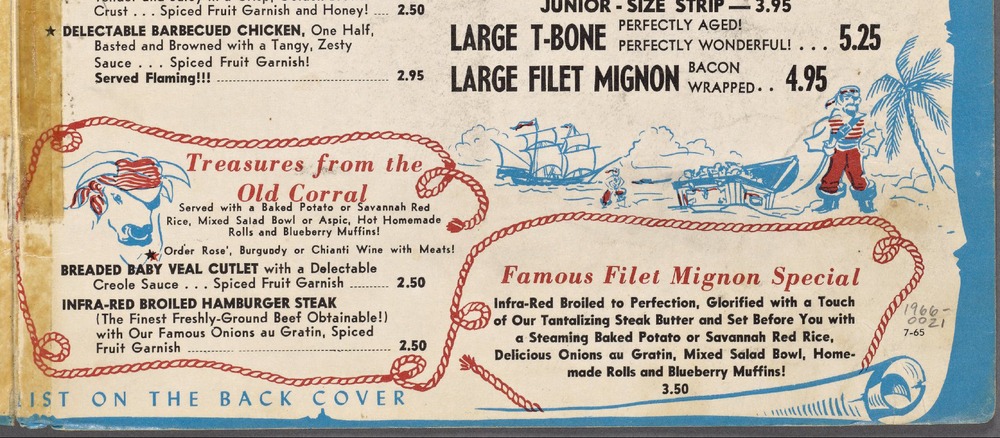 Crust . . . Spiced Fruit Garnish and Honey! .... 2.50
★ DELECTABLE BARBECUED CHICKEN, One Half,
Basted and Browned with a Tangy, Zesty
Sauce . . . Spiced Fruit Garnish!
Served Flaming!!! ........ 2.95
JUNIOR - SIZE STRIP — 3.95
LARGE T-BONE PERFECTLY AGED!
PERFECTLY WONDERFUL! . . . 5.25
LARGE FILET MIGNON BACON
WRAPPED . . 4.95
Treasures from the
Old Corral
Served with a Baked Potato or Savannah Red
Rice, Mixed Salad Bowl or Aspic, Hot Homemade
Rolls and Blueberry Muffins!
★ Order Rose', Burgundy or Chianti Wine with Meats!
BREADED BABY VEAL CUTLET with a Delectable
Creole Sauce . . . Spiced Fruit Garnish ........ 2.50
INFRA-RED BROILED HAMBURGER STEAK
(The Finest Freshly-Ground Beef Obtainable!)
with Our Famous Onions au Gratin, Spiced
Fruit Garnish ........ 2.50
Famous Filet Mignon Special
Infra-Red Broiled to Perfection, Glorified with a Touch
of Our Tantalizing Steak Butter and Set Before You with
a Steaming Baked Potato or Savannah Red Rice,
Delicious Onions au Gratin, Mixed Salad Bowl, Home-
made Rolls and Blueberry Muffins!
3.50
1966-
0021
7-65
IST ON THE BACK COVER